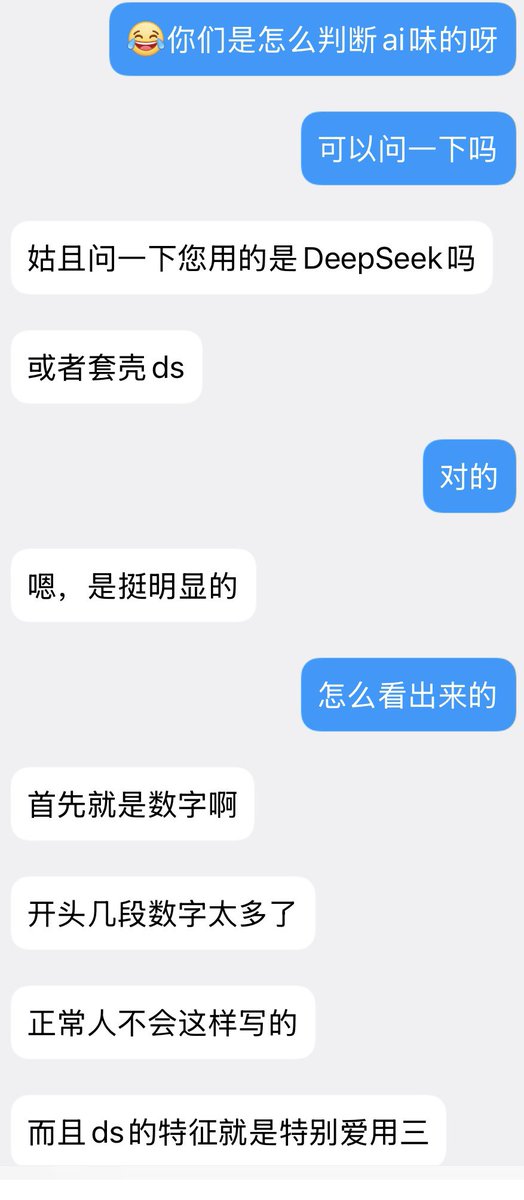 😂你们是怎么判断ai味的呀
可以问一下吗
姑且问一下您用的是DeepSeek吗
或者套壳ds
对的
嗯，是挺明显的
怎么看出来的
首先就是数字啊
开头几段数字太多了
正常人不会这样写的
而且ds的特征就是特别爱用三